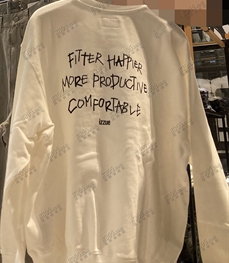 FITTER HAPPIER
MORE PRODUCTIVE
COMFORTABLE
izzue